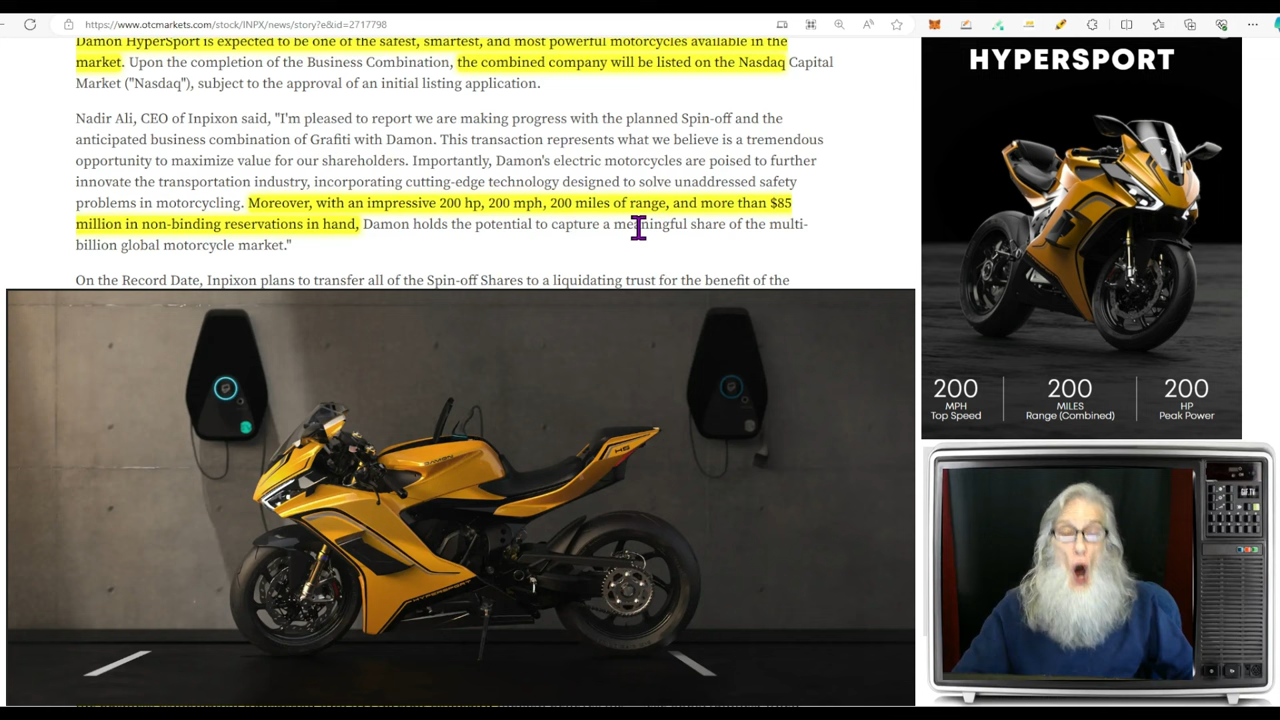 https://www.otcmarkets.com/stock/INPX/news/story?e&id=2717798
Damon HyperSport is expected to be one of the safest, smartest, and most powerful motorcycles available in the
market. Upon the completion of the Business Combination, the combined company will be listed on the Nasdaq Capital
Market ("Nasdaq"), subject to the approval of an initial listing application.
Nadir Ali, CEO of Inpixon said, "I'm pleased to report we are making progress with the planned Spin-off and the
anticipated business combination of Grafiti with Damon. This transaction represents what we believe is a tremendous
opportunity to maximize value for our shareholders. Importantly, Damon's electric motorcycles are poised to further
innovate the transportation industry, incorporating cutting-edge technology designed to solve unaddressed safety
problems in motorcycling. Moreover, with an impressive 200 hp, 200 mph, 200 miles of range, and more than $85
million in non-binding reservations in hand, Damon holds the potential to capture a meaningful share of the multi-
billion global motorcycle market."
On the Record Date, Inpixon plans to transfer all of the Spin-off Shares to a liquidating trust for the benefit of the
HYPERSPORT
200
MPH
Top Speed
200
MILES
Range (Combined)
200
HP
Peak Power
DAMON
HS